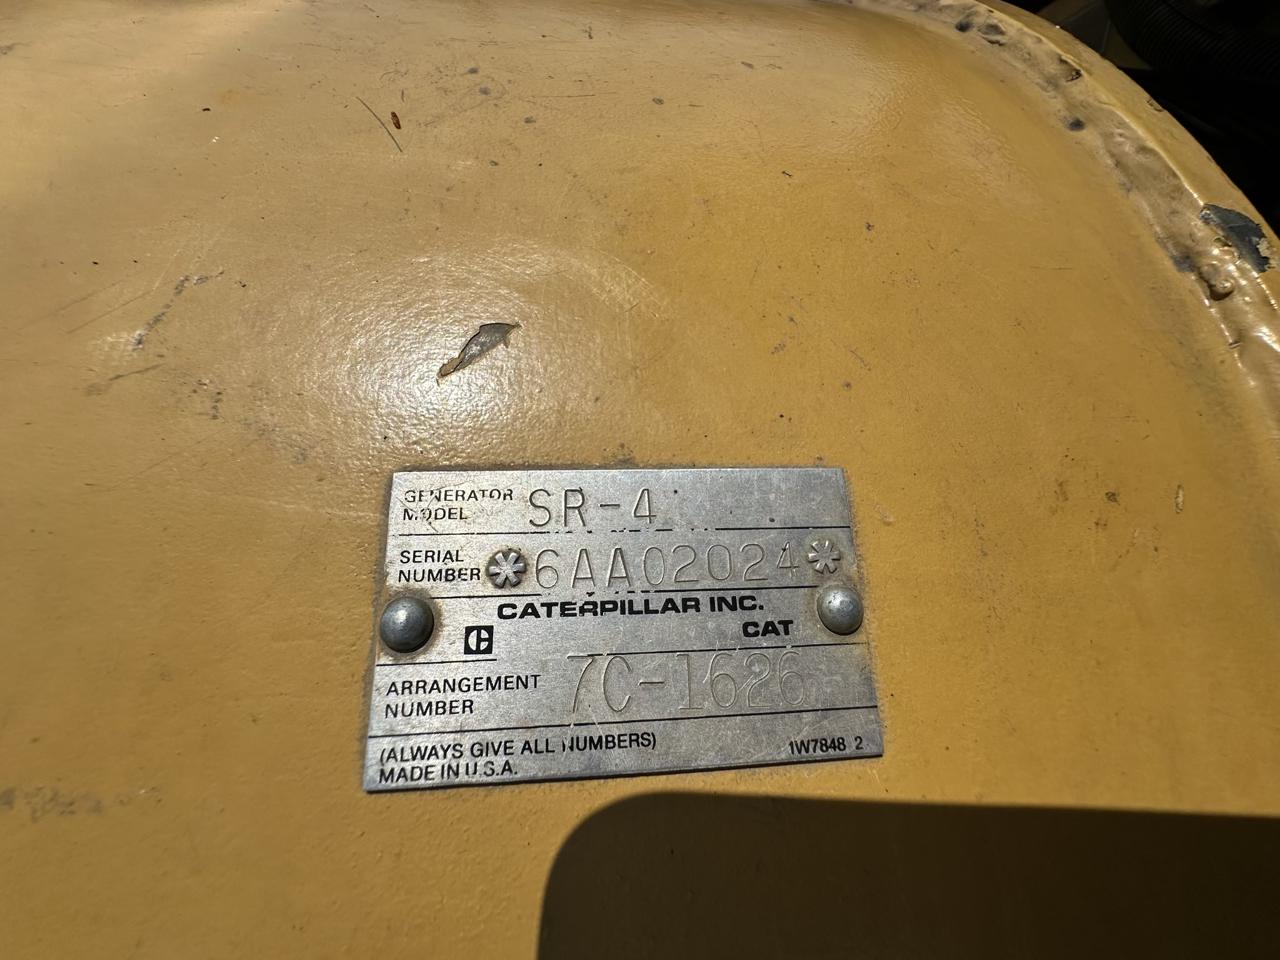 GENERATOR
MODEL SR-4
SERIAL
NUMBER *6AA02024*
CATERPILLAR INC.
CAT
ARRANGEMENT
NUMBER 7C-1626
(ALWAYS GIVE ALL NUMBERS)
MADE IN U.S.A.
1W7848 2